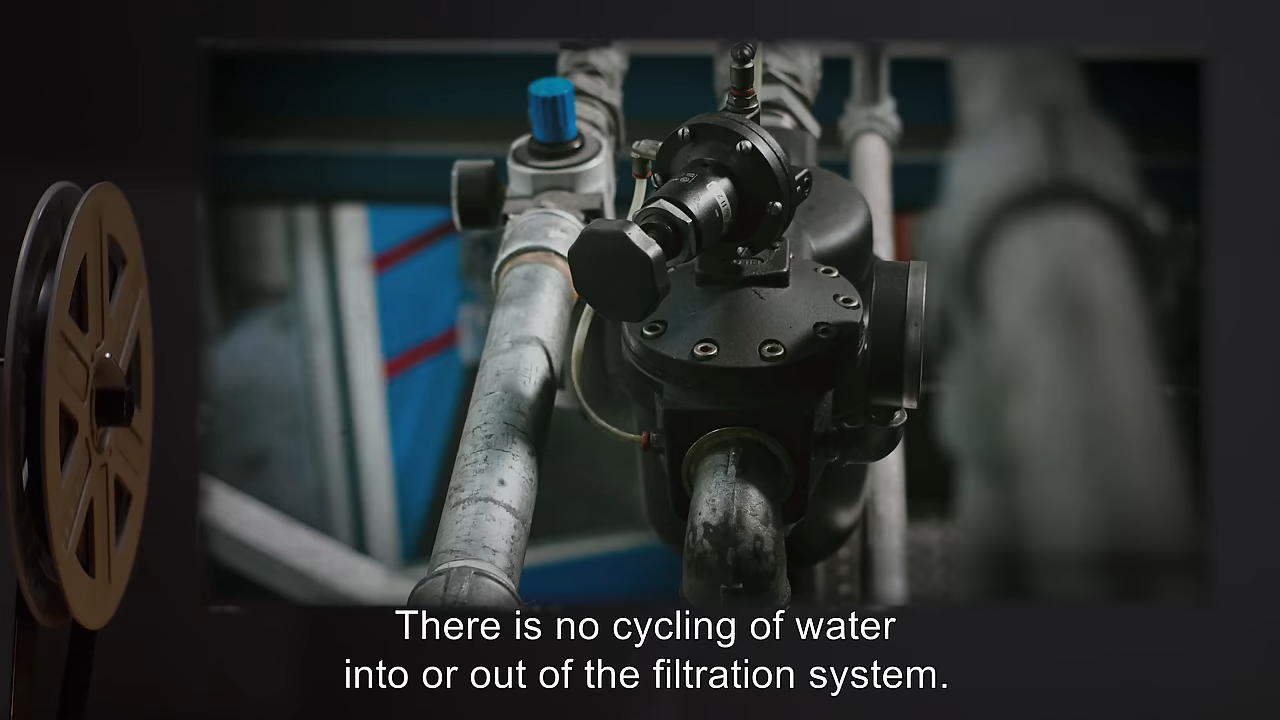 There is no cycling of water
into or out of the filtration system.